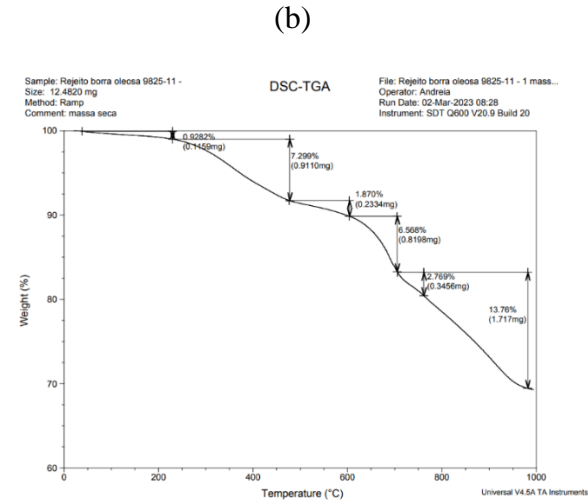 (b)
Sample: Rejeito borra oleosa 9825-11 -
Size: 12.4820 mg
Method: Ramp
Comment: massa seca
DSC-TGA
File: Rejeito borra oleosa 9825-11 - 1 mass...
Operator: Andreia
Run Date: 02-Mar-2023 08:28
Instrument: SDT Q600 V20.9 Build 20
100
90
80
70
60
Weight (%)
0.9282%
(0.1159mg)
7.299%
(0.9110mg)
1.870%
(0.2334mg)
6.568%
(0.8198mg)
2.769%
(0.3456mg)
13.76%
(1.717mg)
0
200
400
600
800
1000
Temperature (°C)
Universal V4.5A TA Instruments